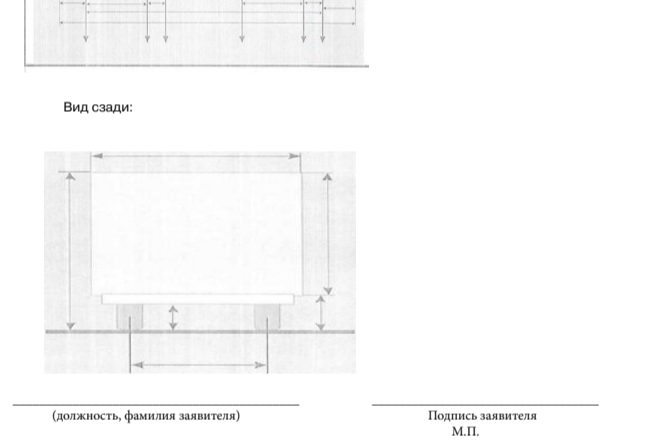 Вид сзади:
(должность, фамилия заявителя)
Подпись заявителя
М.П.